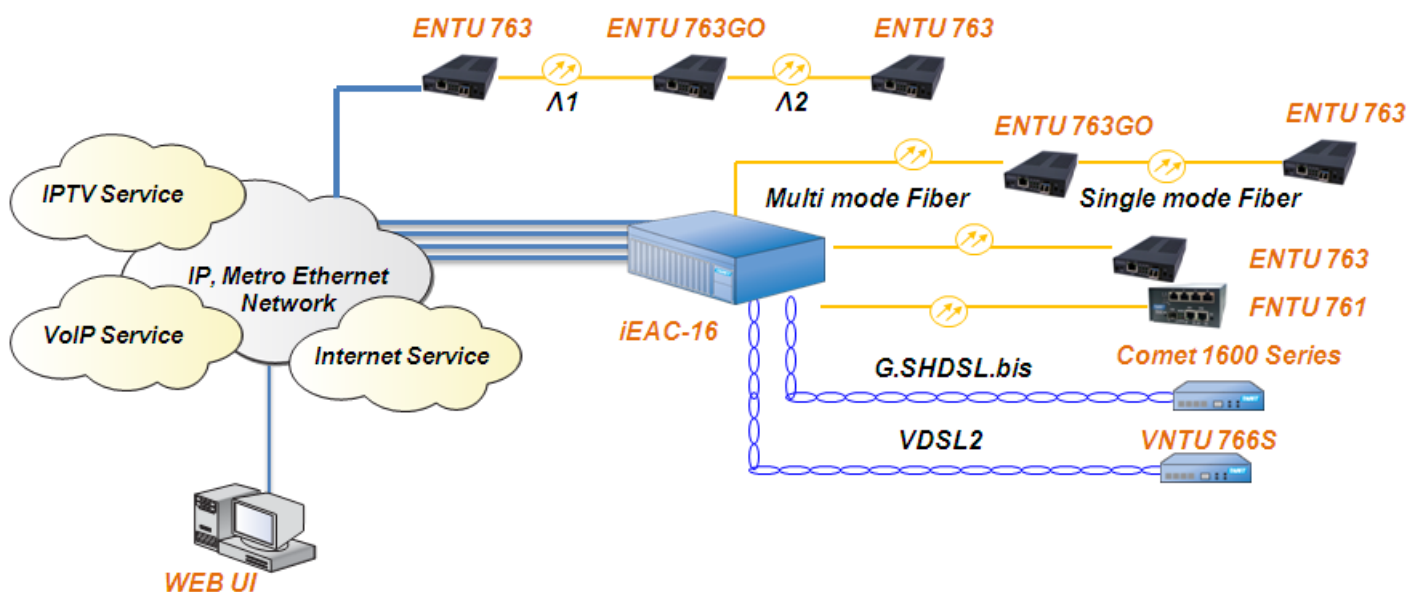 ENTU 763
ENTU 763GO
ENTU 763
Λ1
Λ2
ENTU 763GO
ENTU 763
Multi mode Fiber
Single mode Fiber
IPTV Service
IP, Metro Ethernet
Network
VoIP Service
Internet Service
iEAC-16
ENTU 763
FNTU 761
Comet 1600 Series
G.SHDSL.bis
VDSL2
VNTU 766S
WEB UI